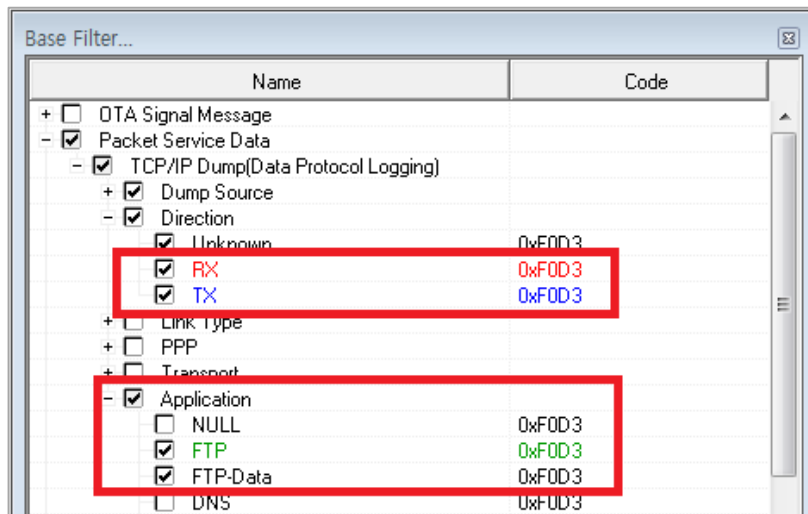 Base Filter...
Name Code
OTA Signal Message
Packet Service Data
TCP/IP Dump(Data Protocol Logging)
Dump Source
Direction
Unknown 0xF0D3
RX 0xF0D3
TX 0xF0D3
Link Type
PPP
Transport
Application
NULL 0xF0D3
FTP 0xF0D3
FTP-Data 0xF0D3
DNS 0xF0D3